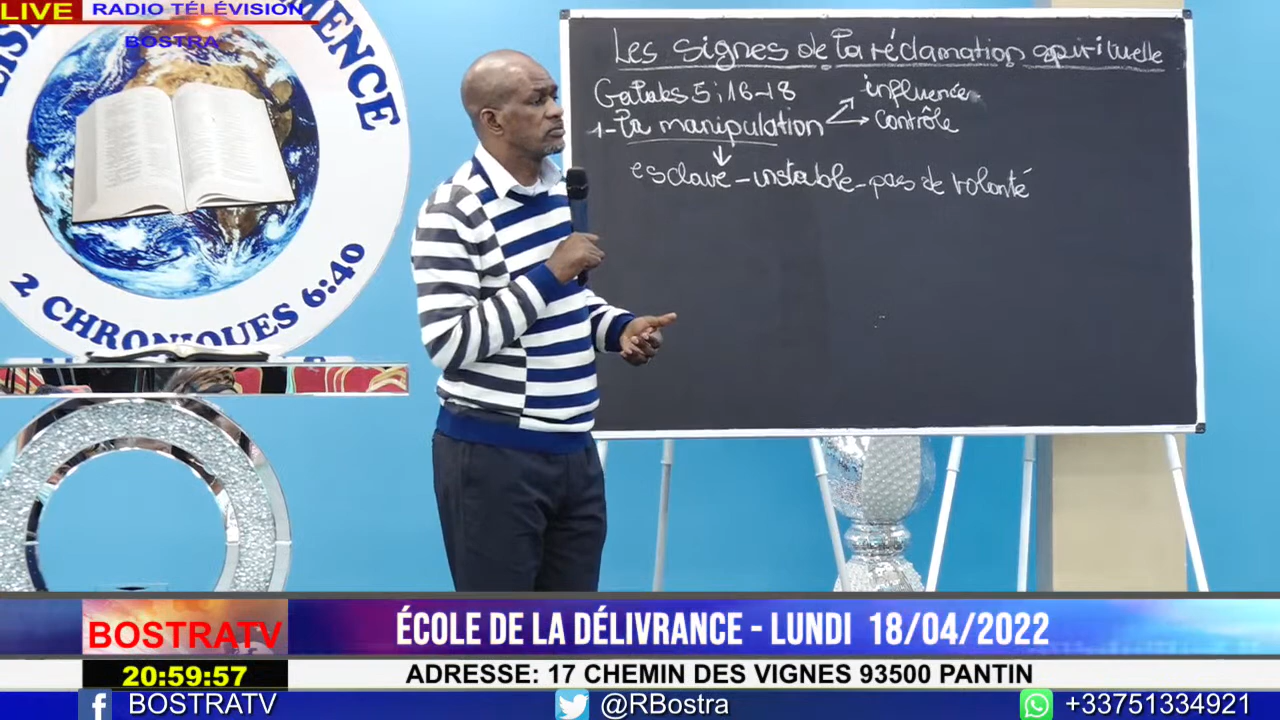 LIVE
RADIO TÉLÉVISION
BOSTRA
ENCE
2 CHRONIQUES 6:40
Les signes de la réclamation spirituelle
Galates 5:16-18
influence
1- la manipulation
contrôle
esclave - instable - pas de volonté
BOSTRATV
ÉCOLE DE LA DÉLIVRANCE - LUNDI 18/04/2022
20:59:57
ADRESSE: 17 CHEMIN DES VIGNES 93500 PANTIN
BOSTRATV
@RBostra
+33751334921